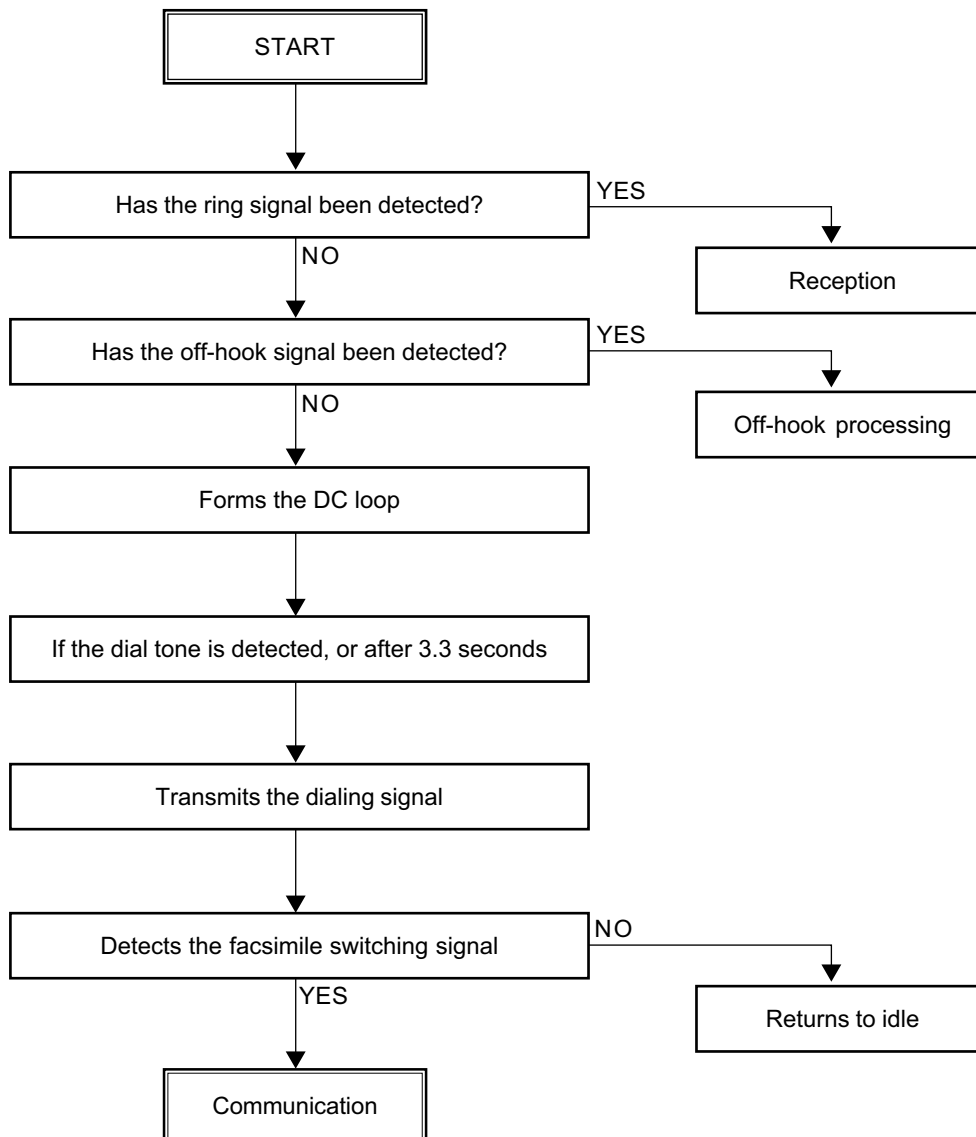 START
Has the ring signal been detected?
YES
NO
Reception
Has the off-hook signal been detected?
YES
NO
Off-hook processing
Forms the DC loop
If the dial tone is detected, or after 3.3 seconds
Transmits the dialing signal
Detects the facsimile switching signal
NO
YES
Returns to idle
Communication